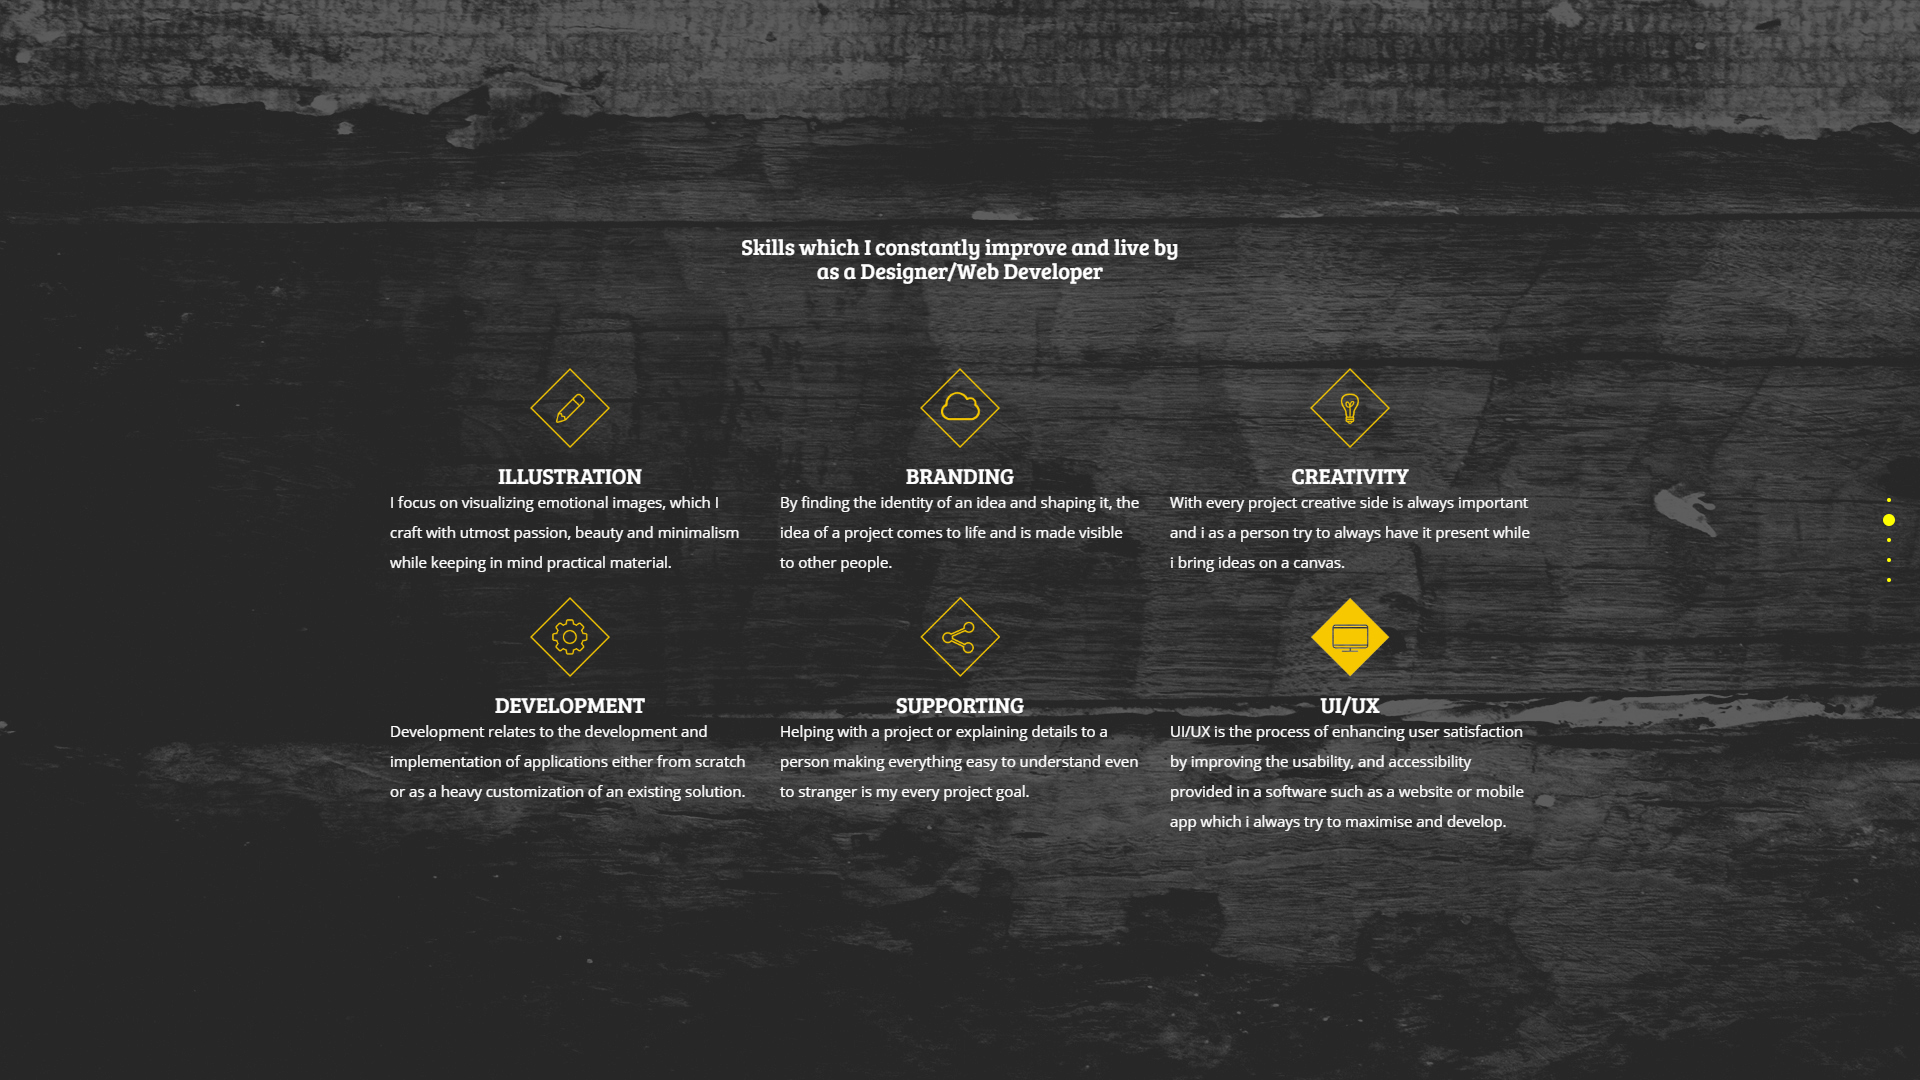 Skills which I constantly improve and live by
as a Designer/Web Developer
ILLUSTRATION
I focus on visualizing emotional images, which I
craft with utmost passion, beauty and minimalism
while keeping in mind practical material.
BRANDING
By finding the identity of an idea and shaping it, the
idea of a project comes to life and is made visible
to other people.
CREATIVITY
With every project creative side is always important
and i as a person try to always have it present while
i bring ideas on a canvas.
DEVELOPMENT
Development relates to the development and
implementation of applications either from scratch
or as a heavy customization of an existing solution.
SUPPORTING
Helping with a project or explaining details to a
person making everything easy to understand even
to stranger is my every project goal.
UI/UX
UI/UX is the process of enhancing user satisfaction
by improving the usability, and accessibility
provided in a software such as a website or mobile
app which i always try to maximise and develop.